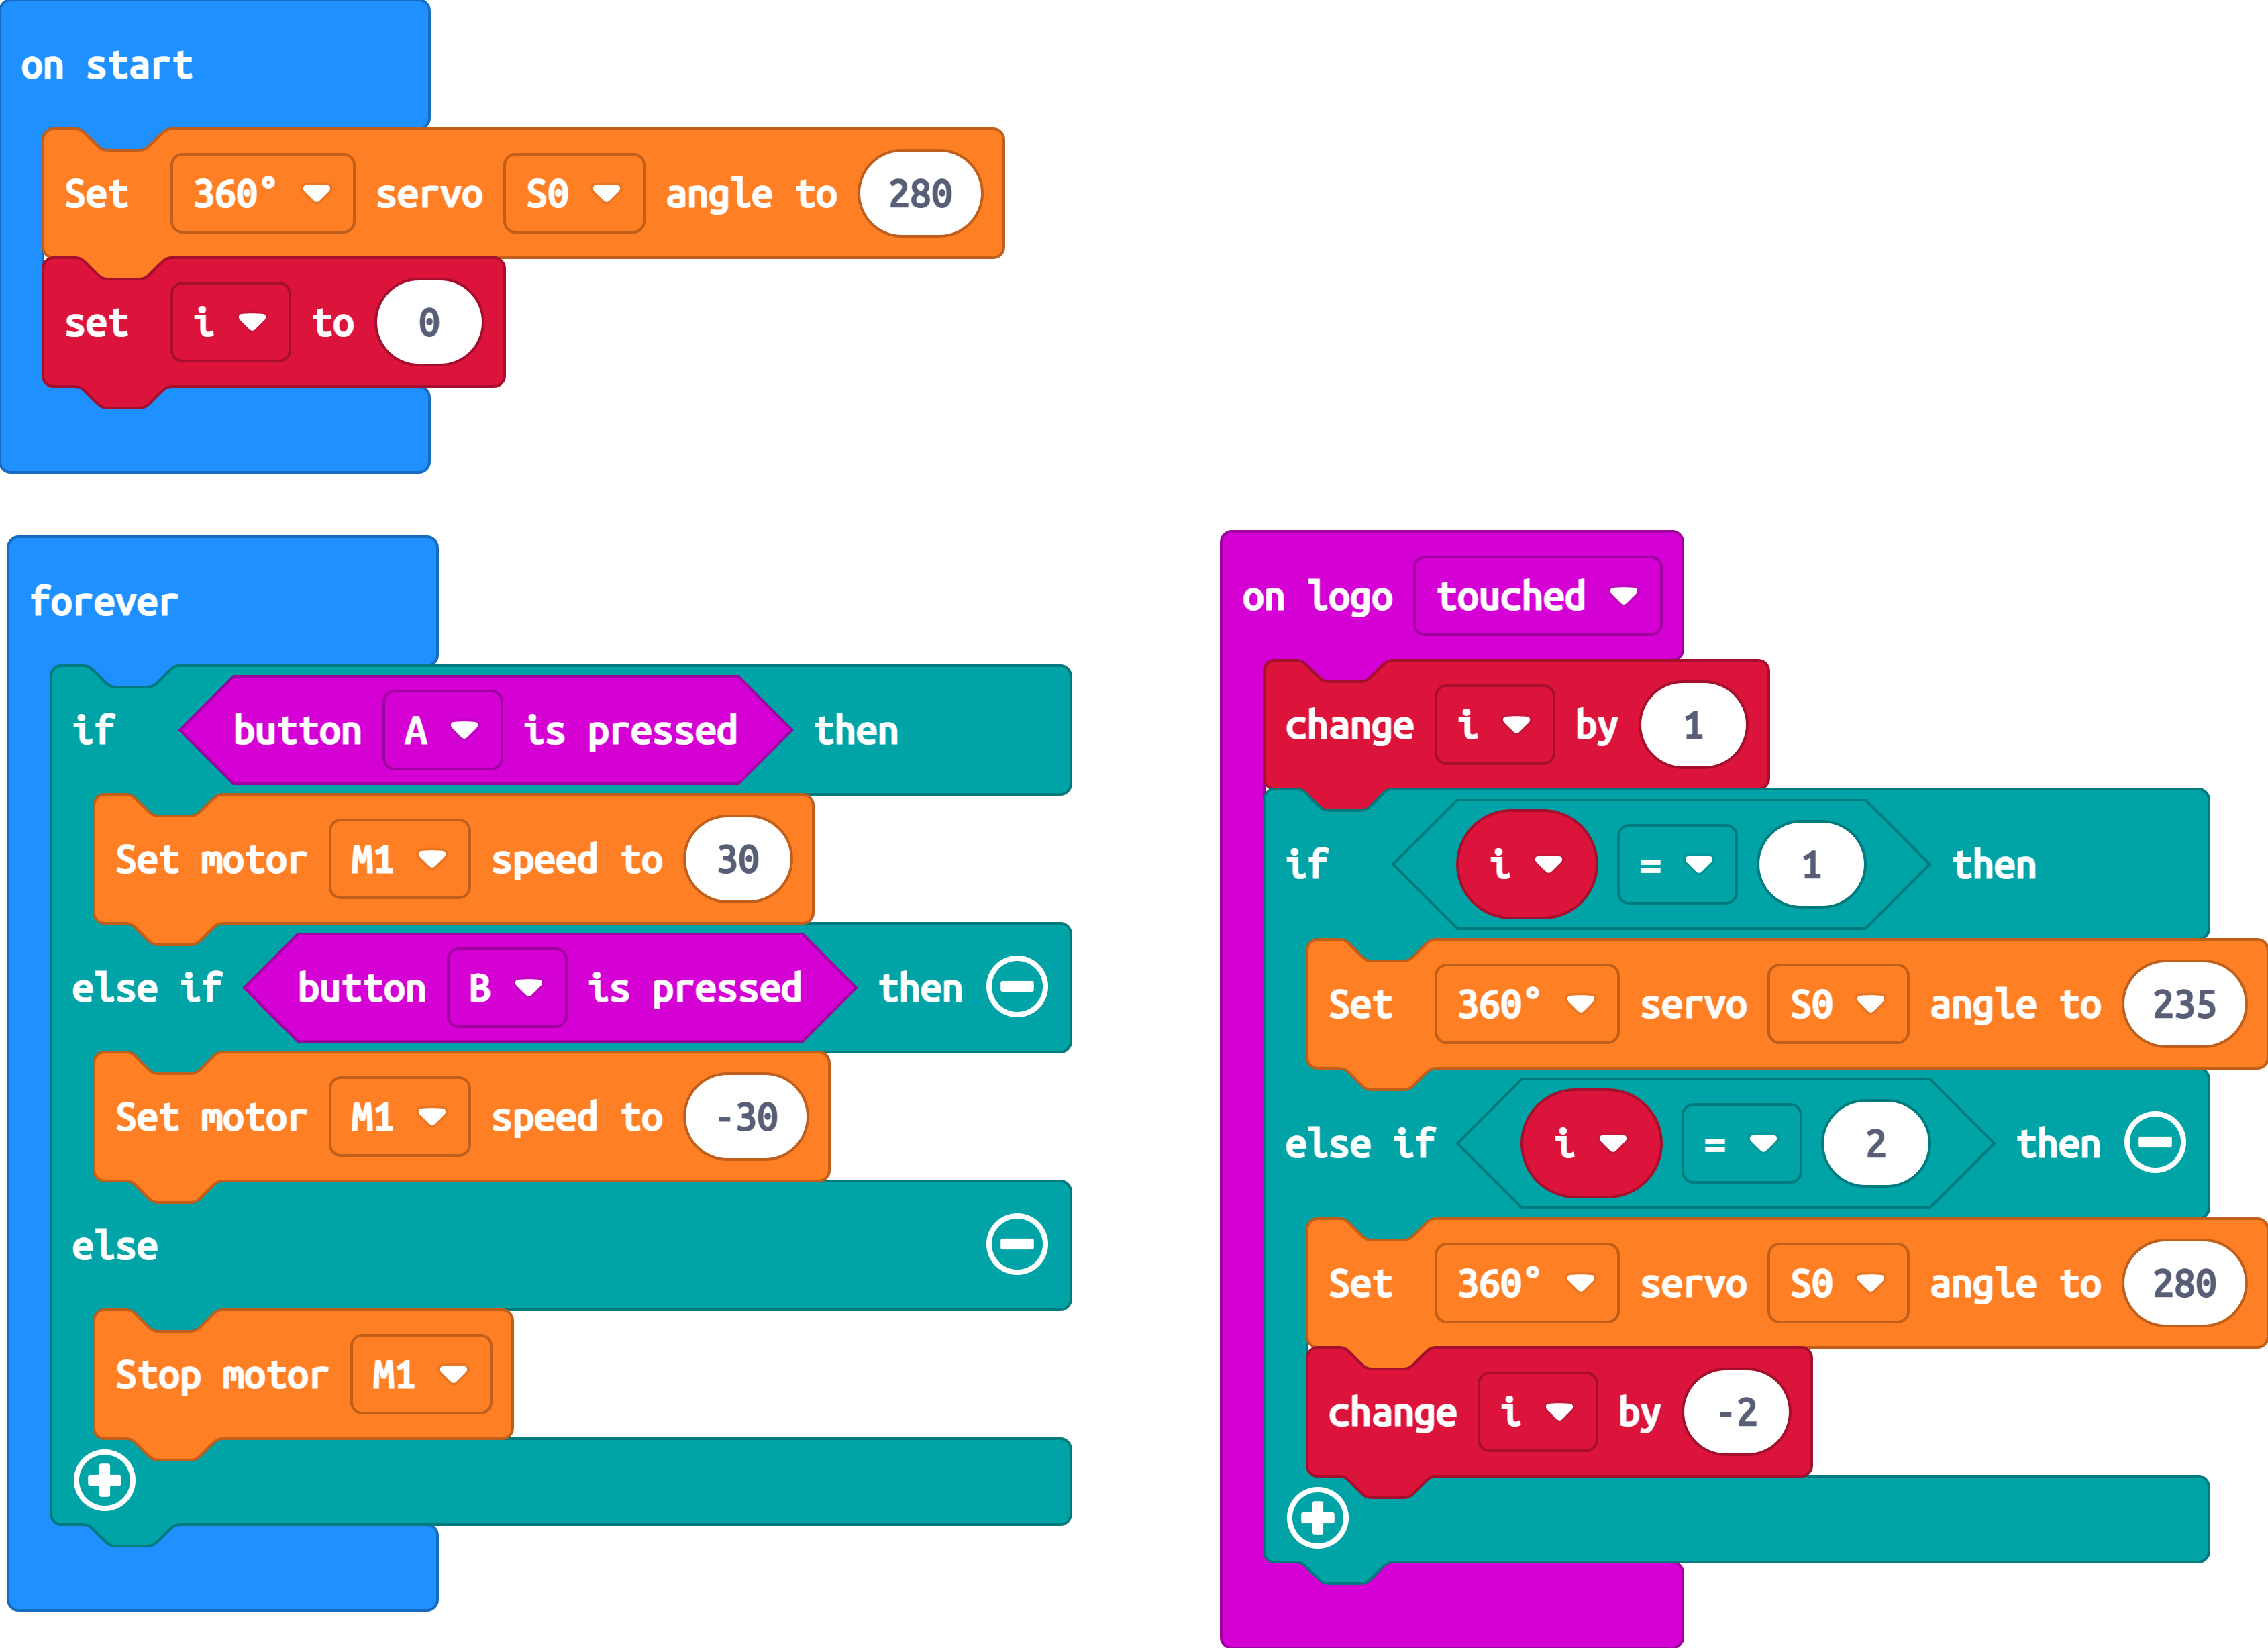 on start
Set 360° servo S0 angle to 280
set i to 0
forever
if button A is pressed then
Set motor M1 speed to 30
else if button B is pressed then
Set motor M1 speed to -30
else
Stop motor M1
on logo touched
change i by 1
if i = 1 then
Set 360° servo S0 angle to 235
else if i = 2 then
Set 360° servo S0 angle to 280
change i by -2